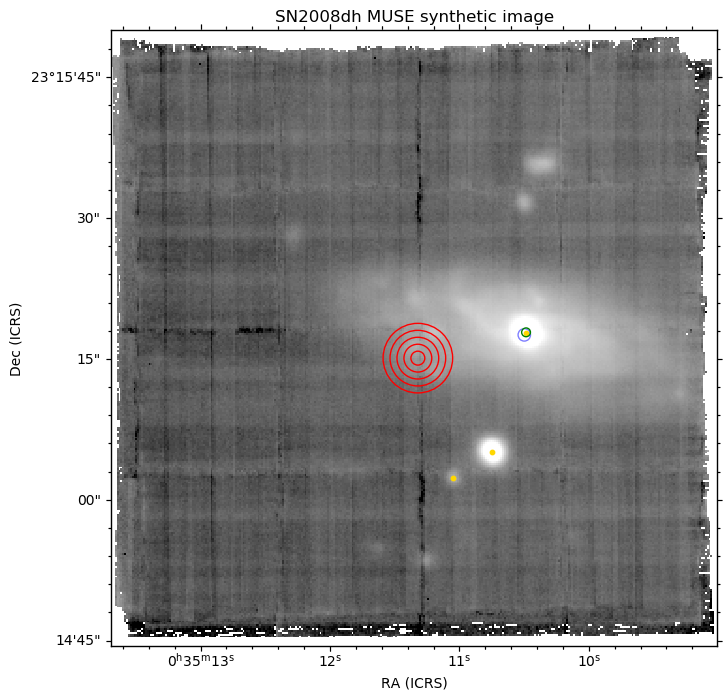 SN2008dh MUSE synthetic image
23°15'45"
30"
15"
00"
14'45"
Dec (ICRS)
0ʰ35ᵐ13ˢ
12ˢ
11ˢ
10ˢ
RA (ICRS)